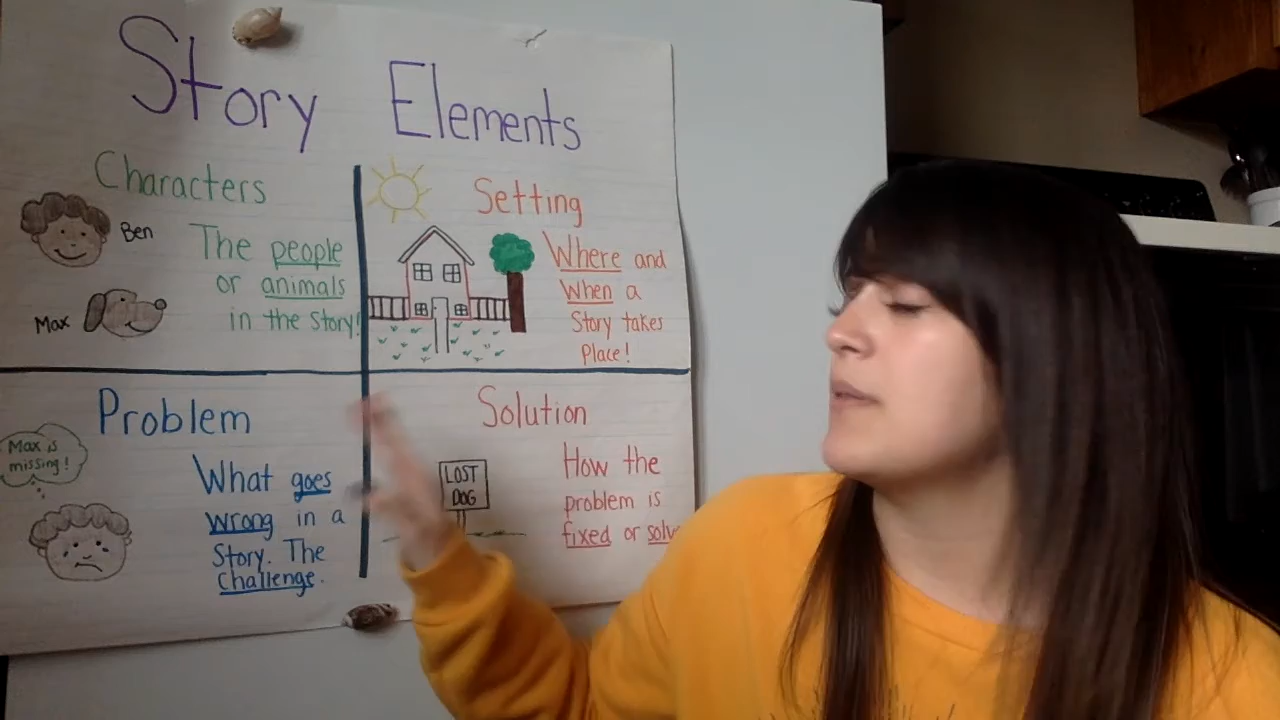 Story Elements
Characters
Ben
Max
The people
or animals
in the Story!
Setting
Where and
When a
Story takes
Place!
Problem
Max is
missing!
What goes
wrong in a
Story. The
Challenge.
Solution
LOST
DOG
How the
problem is
fixed or